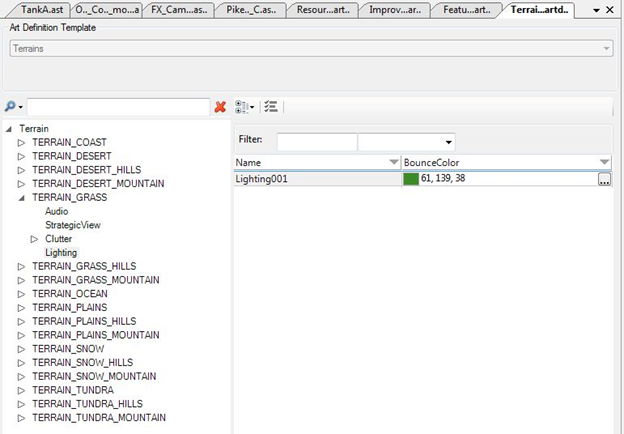 TankA.ast O.._Co.._mo...a FX_Cam...as.. Pike.._C.as.. Resour...art.. Improv...ar.. Featu...art.. Terrai...artd..
Art Definition Template
Terrains
Terrain
TERRAIN_COAST
TERRAIN_DESERT
TERRAIN_DESERT_HILLS
TERRAIN_DESERT_MOUNTAIN
TERRAIN_GRASS
Audio
StrategicView
Clutter
Lighting
TERRAIN_GRASS_HILLS
TERRAIN_GRASS_MOUNTAIN
TERRAIN_OCEAN
TERRAIN_PLAINS
TERRAIN_PLAINS_HILLS
TERRAIN_PLAINS_MOUNTAIN
TERRAIN_SNOW
TERRAIN_SNOW_HILLS
TERRAIN_SNOW_MOUNTAIN
TERRAIN_TUNDRA
TERRAIN_TUNDRA_HILLS
TERRAIN_TUNDRA_MOUNTAIN
Filter:
Name BounceColor
Lighting001 61, 139, 38 ...